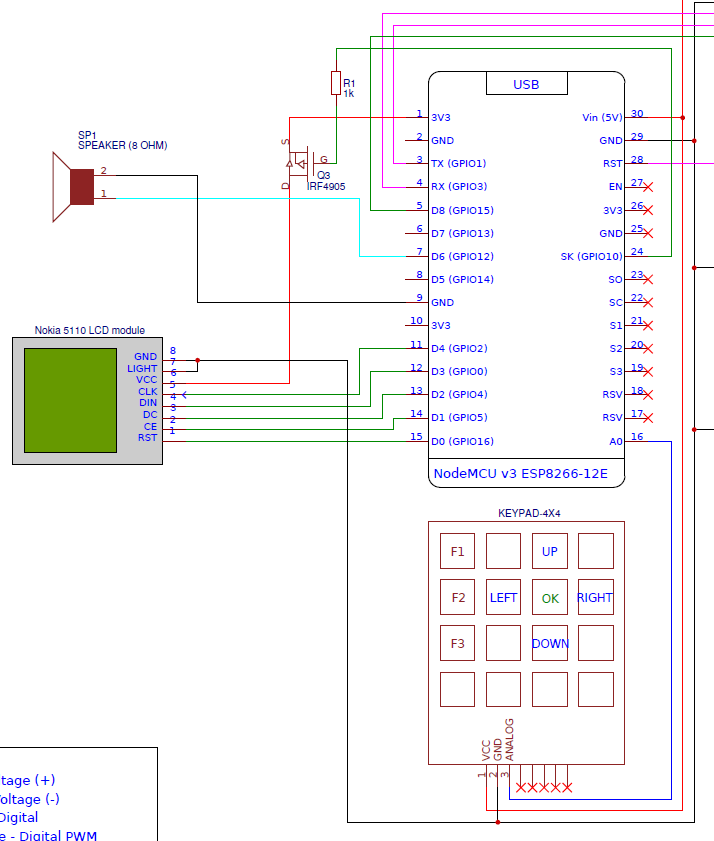 R1
1k
USB
SP1
SPEAKER (8 OHM)
2
1
S
G
D
Q3
IRF4905
1 3V3
2 GND
3 TX (GPIO1)
4 RX (GPIO3)
5 D8 (GPIO15)
6 D7 (GPIO13)
7 D6 (GPIO12)
8 D5 (GPIO14)
9 GND
10 3V3
11 D4 (GPIO2)
12 D3 (GPIO0)
13 D2 (GPIO4)
14 D1 (GPIO5)
15 D0 (GPIO16)
Vin (5V) 30
GND 29
RST 28
EN 27
3V3 26
GND 25
SK (GPIO10) 24
SO 23
SC 22
S1 21
S2 20
S3 19
RSV 18
RSV 17
A0 16
NodeMCU v3 ESP8266-12E
Nokia 5110 LCD module
GND 8
LIGHT 7
VCC 6
CLK 5
DIN 4
DC 3
CE 2
RST 1
KEYPAD-4X4
F1 UP
F2 LEFT OK RIGHT
F3 DOWN
VCC GND ANALOG
1 2 3
tage (+)
oltage (-)
Digital
e - Digital PWM